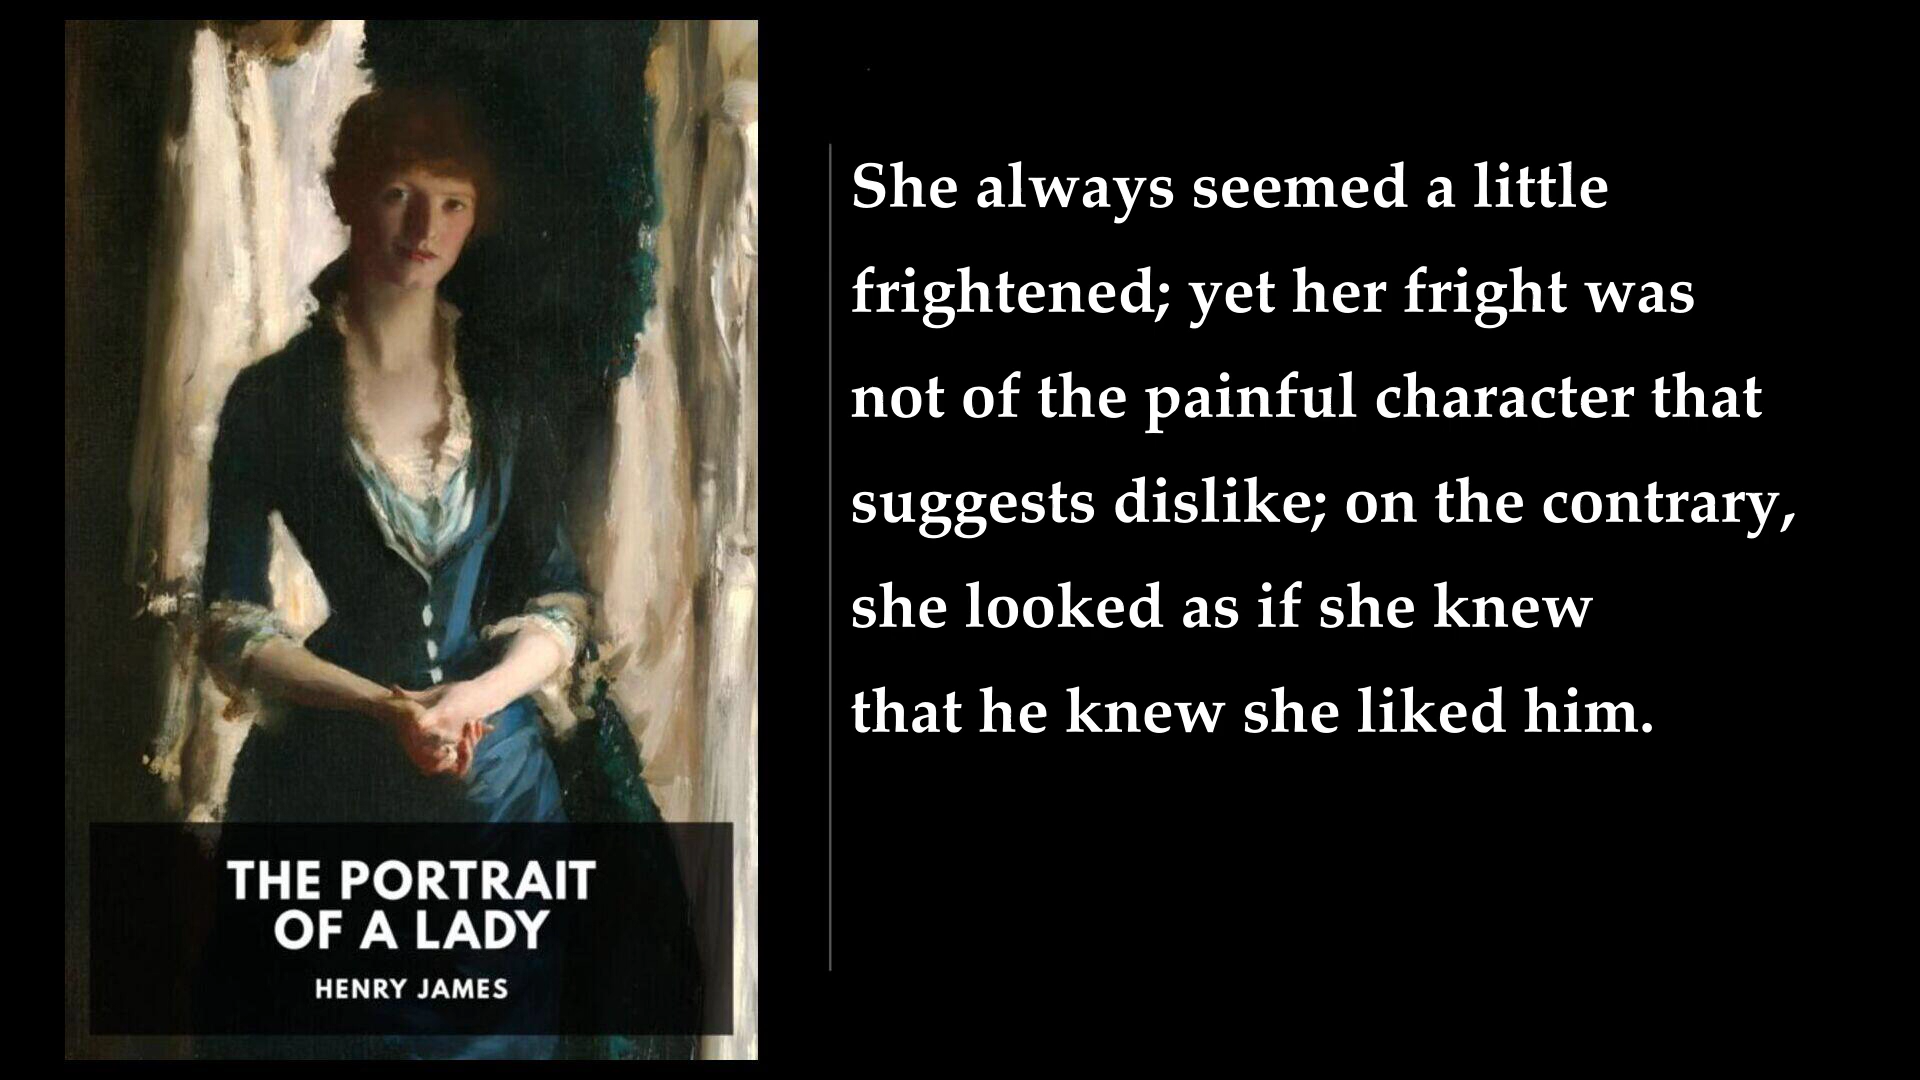 She always seemed a little
frightened; yet her fright was
not of the painful character that
suggests dislike; on the contrary,
she looked as if she knew
that he knew she liked him.
THE PORTRAIT
OF A LADY
HENRY JAMES